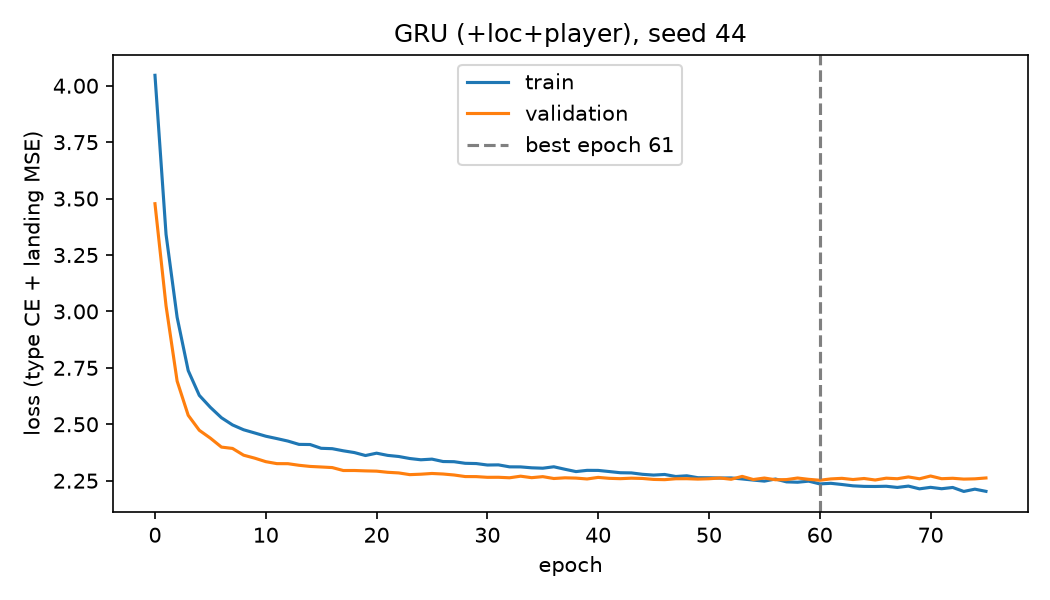 GRU (+loc+player), seed 44
train
validation
best epoch 61
loss (type CE + landing MSE)
4.00
3.75
3.50
3.25
3.00
2.75
2.50
2.25
0 10 20 30 40 50 60 70
epoch